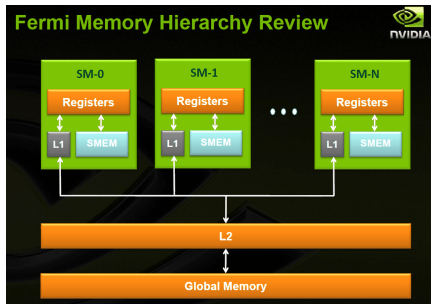 Fermi Memory Hierarchy Review
NVIDIA
SM-0
SM-1
SM-N
Registers
Registers
Registers
L1
SMEM
L1
SMEM
L1
SMEM
L2
Global Memory